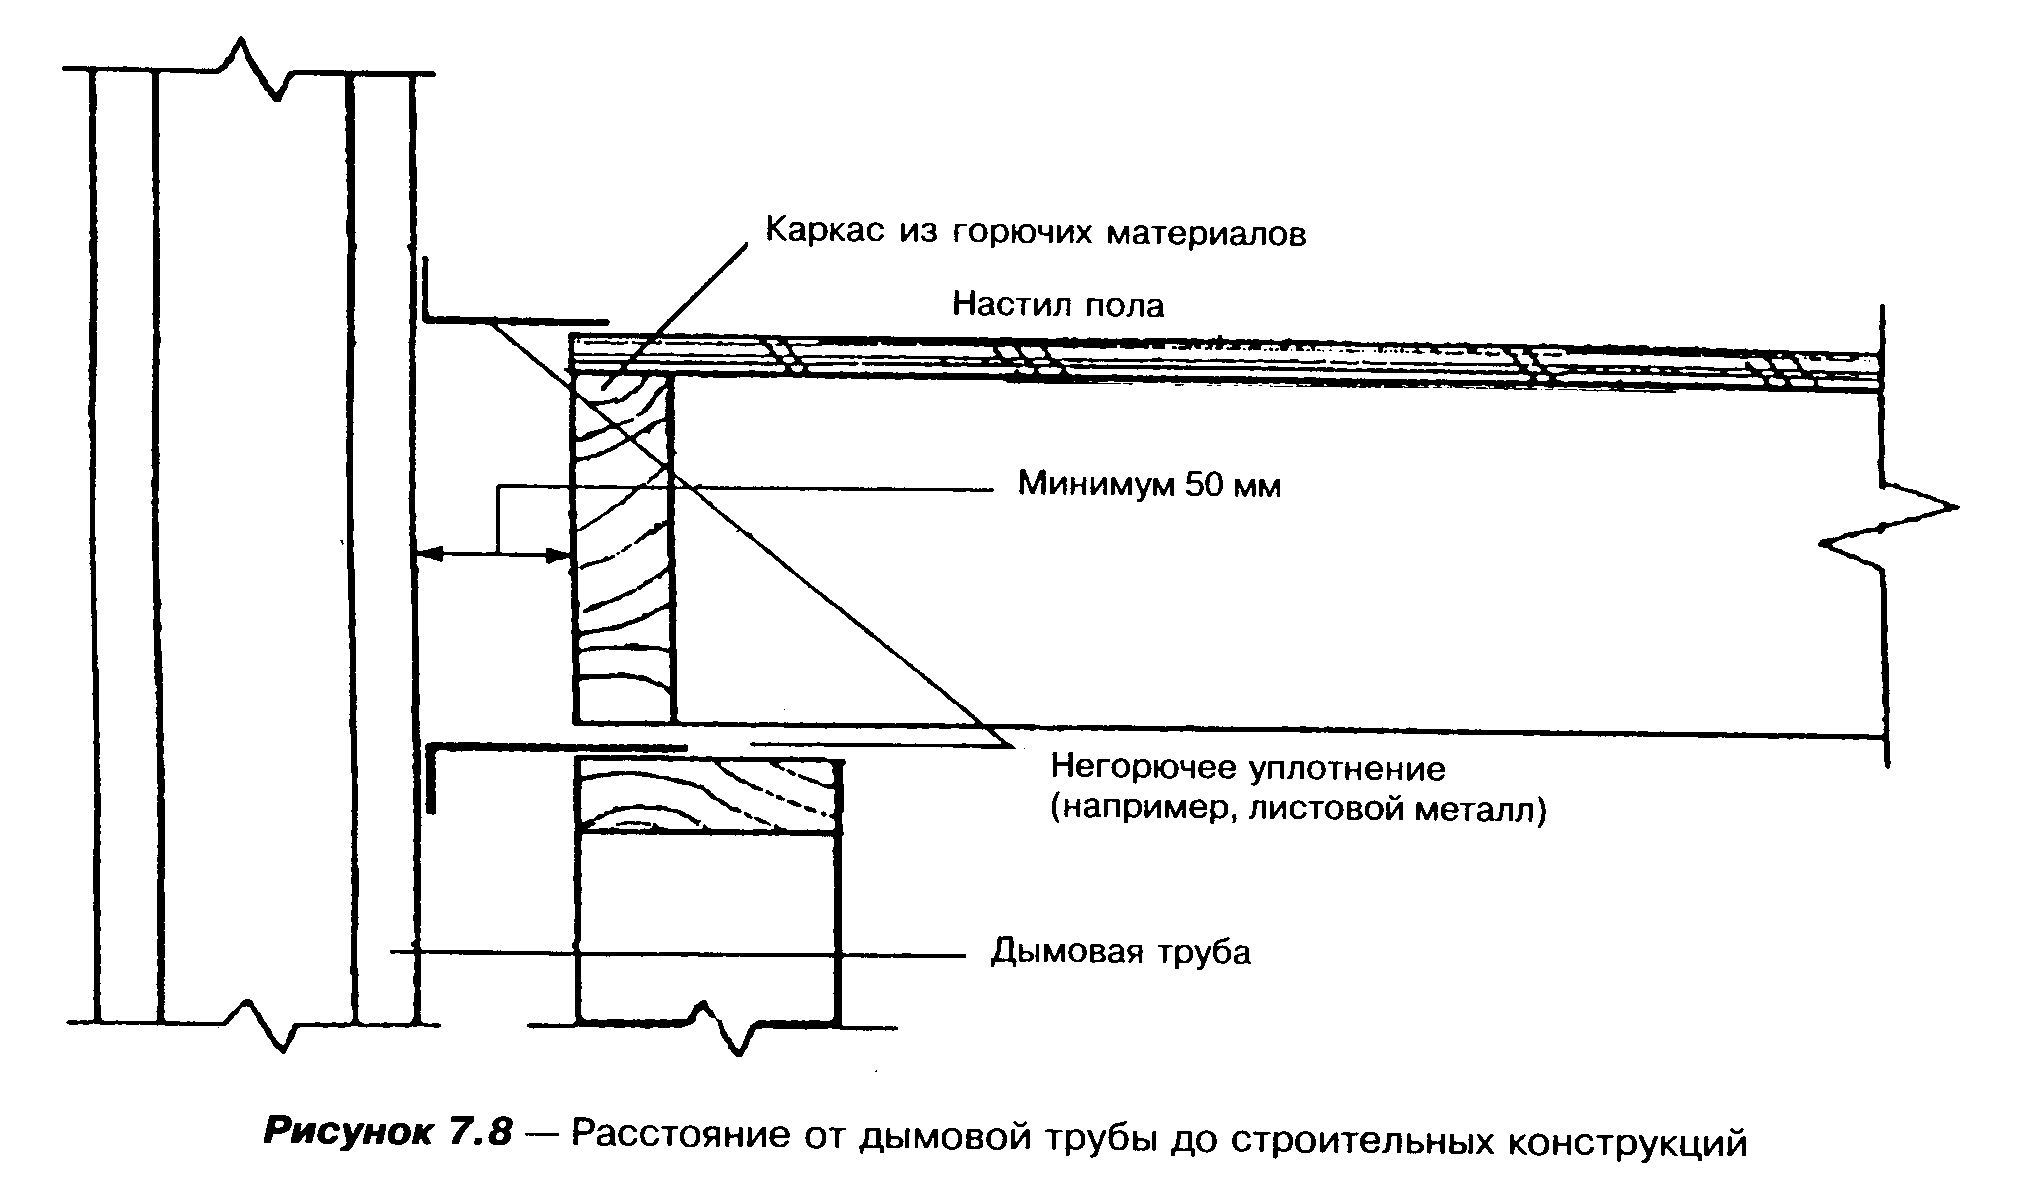 Каркас из горючих материалов
Настил пола
Минимум 50 мм
Негорючее уплотнение
(например, листовой металл)
Дымовая труба
Рисунок 7.8 — Расстояние от дымовой трубы до строительных конструкций